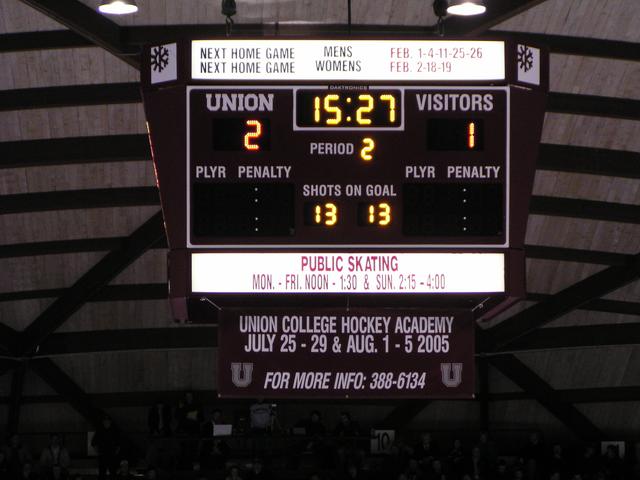 NEXT HOME GAME MENS FEB. 1-4-11-25-26
NEXT HOME GAME WOMENS FEB. 2-18-19
DAKTRONICS
UNION 15:27 VISITORS
2 1
PERIOD 2
PLYR PENALTY PLYR PENALTY
SHOTS ON GOAL
13 13
PUBLIC SKATING
MON. - FRI. NOON - 1:30 & SUN. 2:15 - 4:00
UNION COLLEGE HOCKEY ACADEMY
JULY 25 - 29 & AUG. 1 - 5 2005
U FOR MORE INFO: 388-6134 U
10